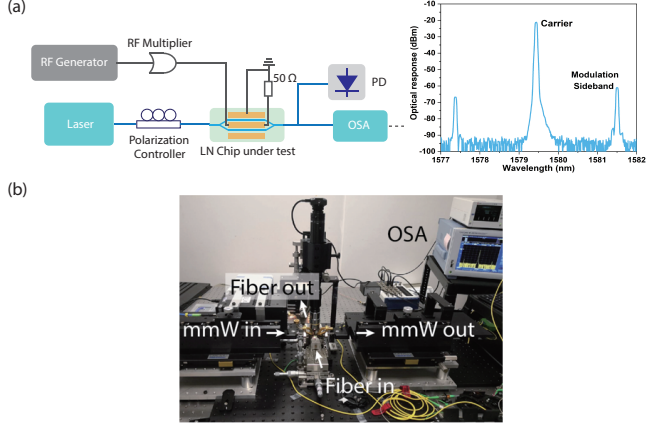 (a)
RF Generator
RF Multiplier
50 Ω
PD
Laser
Polarization
Controller
LN Chip under test
OSA
-10
-20
-30
-40
-50
-60
-70
-80
-90
-100
Optical response (dBm)
Carrier
Modulation
Sideband
1577
1578
1579
1580
1581
1582
Wavelength (nm)
(b)
OSA
Fiber out
mmW in
mmW out
Fiber in